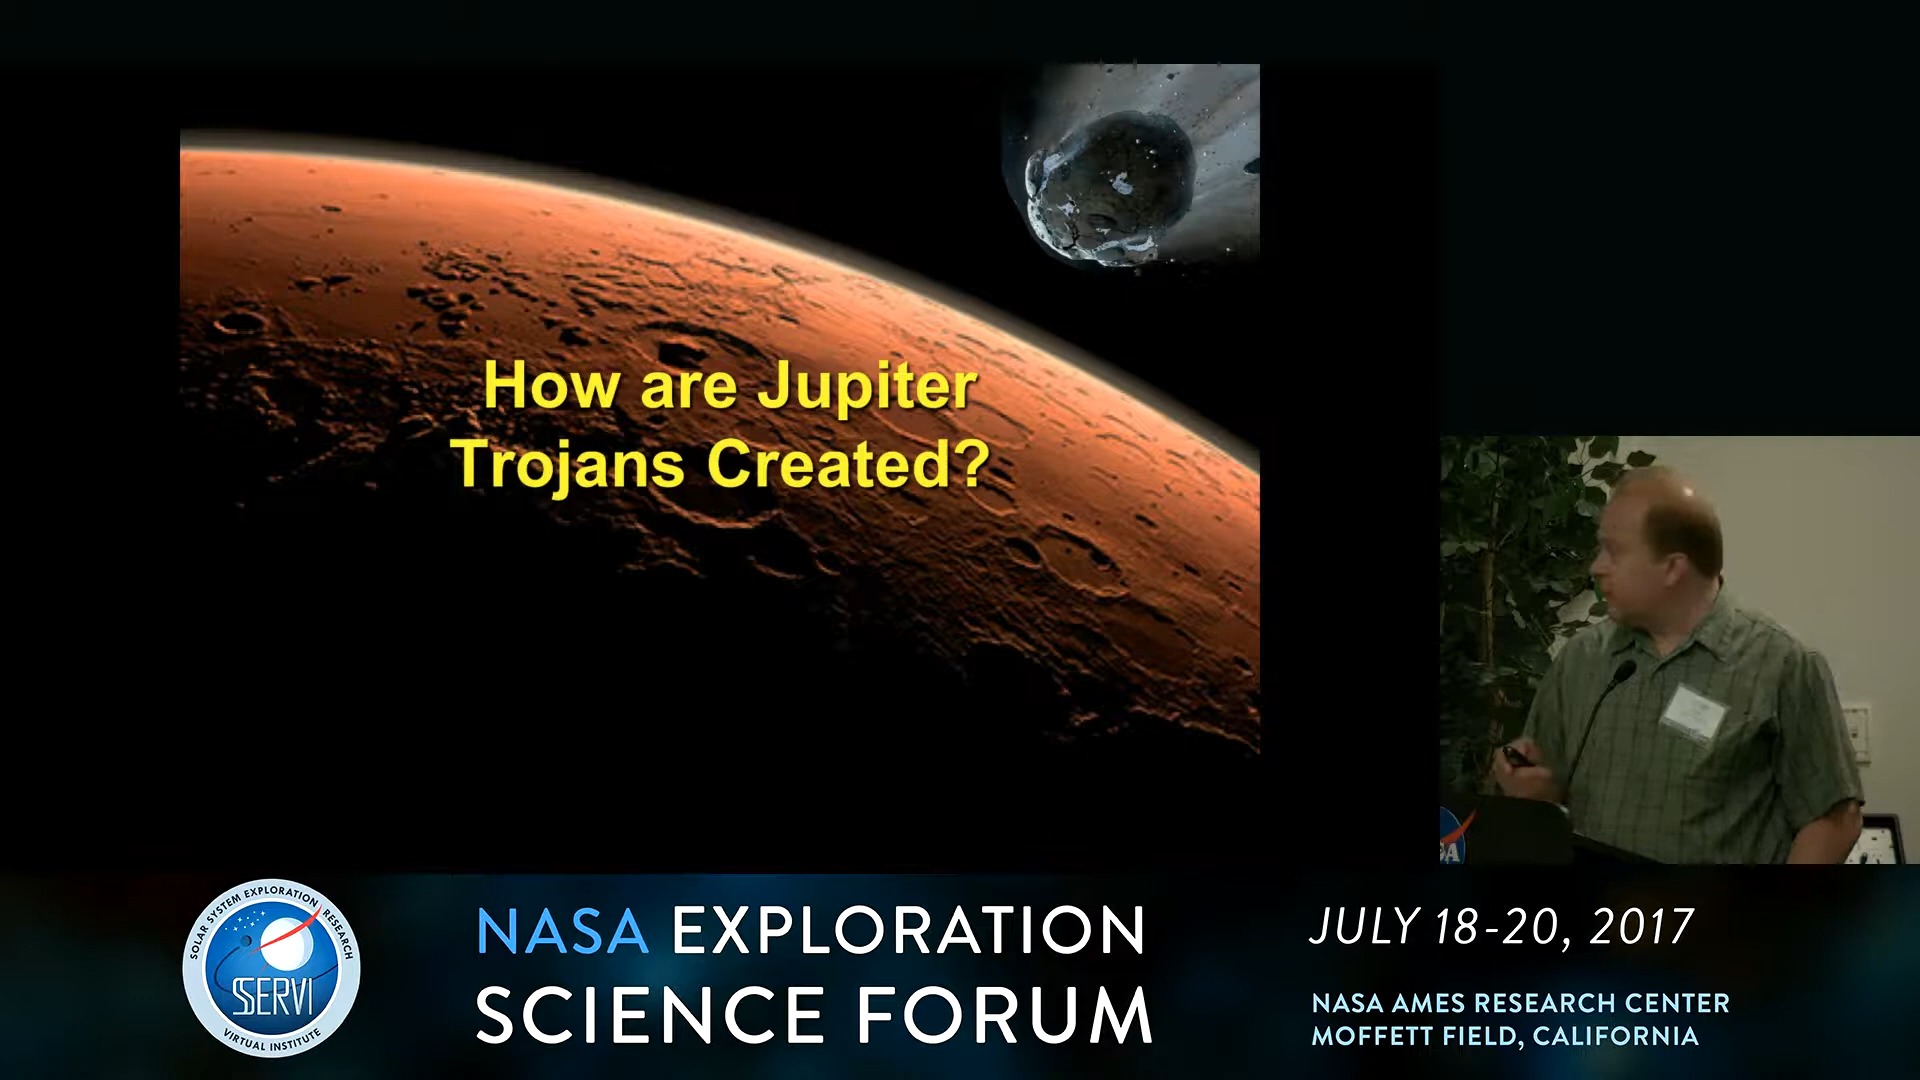 How are Jupiter
Trojans Created?
SOLAR SYSTEM EXPLORATION RESEARCH
SSERVI
VIRTUAL INSTITUTE
NASA EXPLORATION
SCIENCE FORUM
JULY 18-20, 2017
NASA AMES RESEARCH CENTER
MOFFETT FIELD, CALIFORNIA